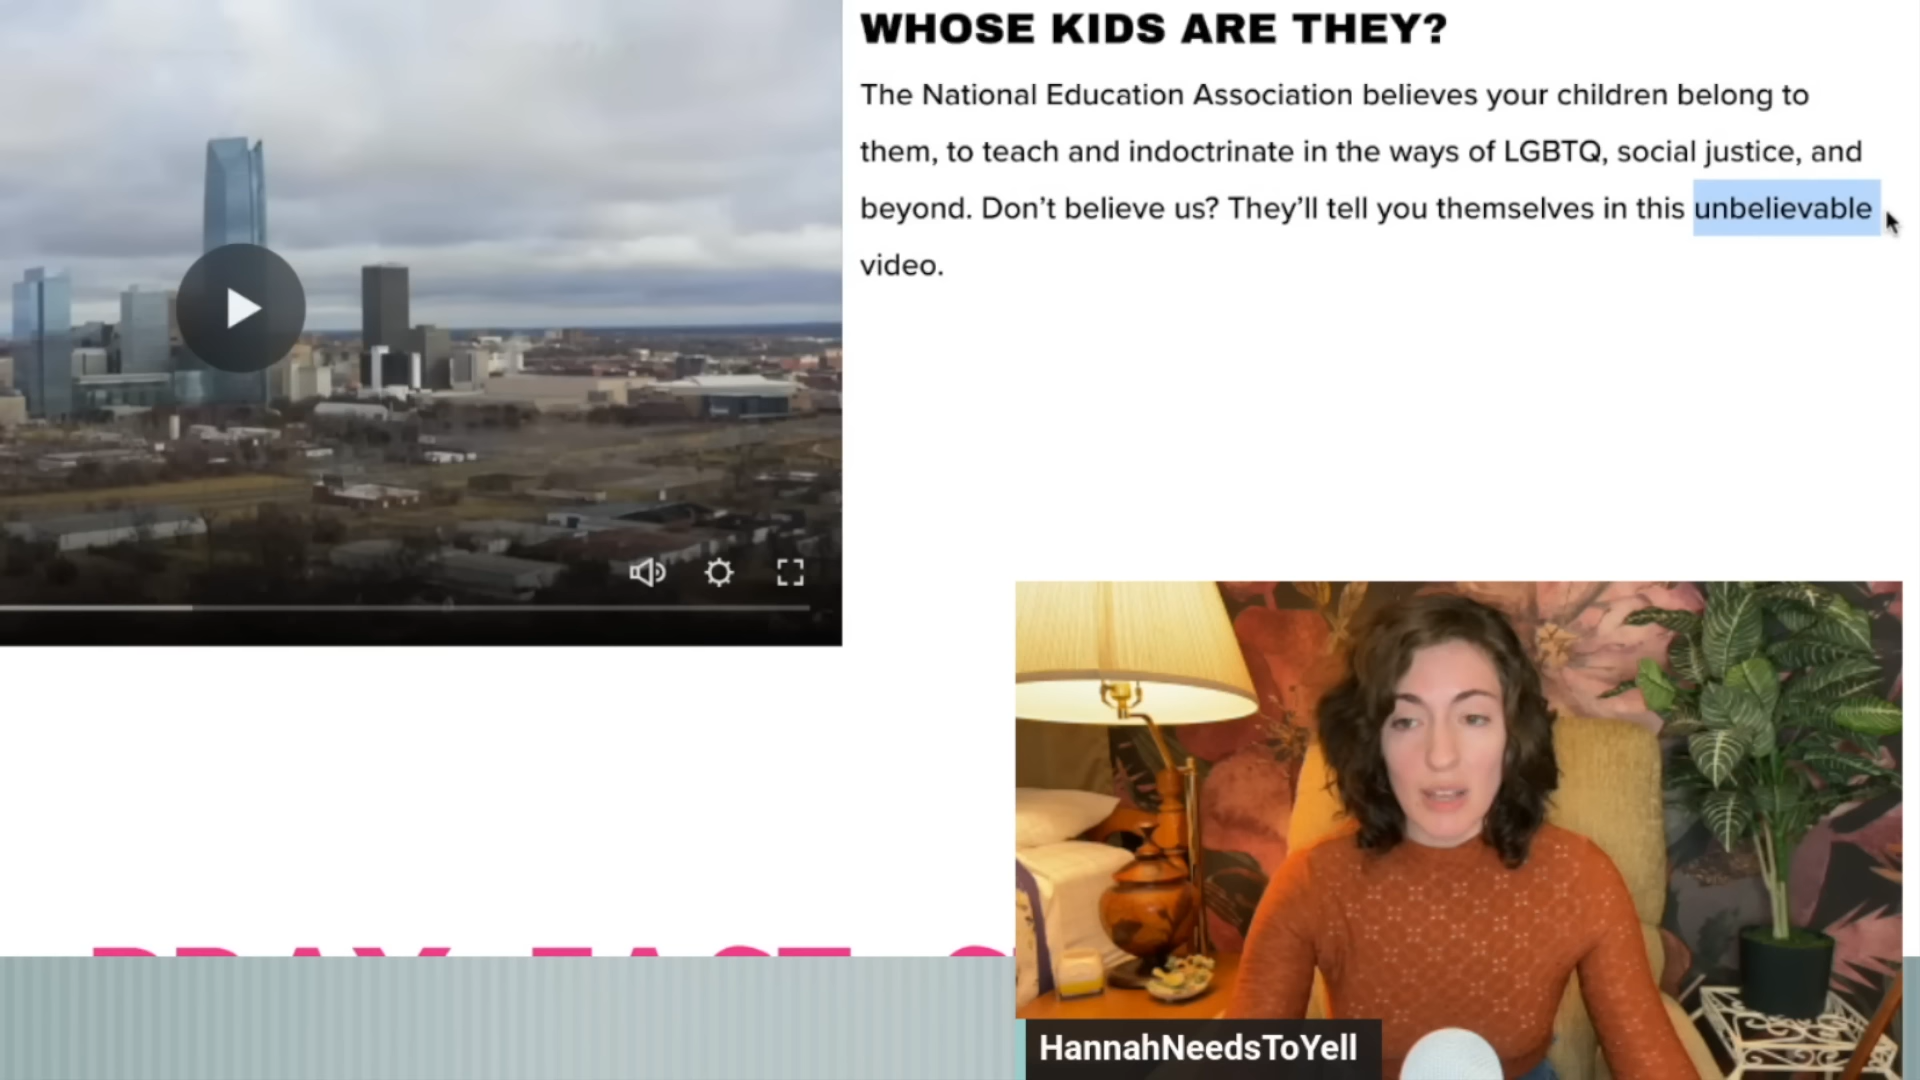 WHOSE KIDS ARE THEY?
The National Education Association believes your children belong to
them, to teach and indoctrinate in the ways of LGBTQ, social justice, and
beyond. Don’t believe us? They’ll tell you themselves in this unbelievable
video.
PRAY. FAST.
HannahNeedsToYell